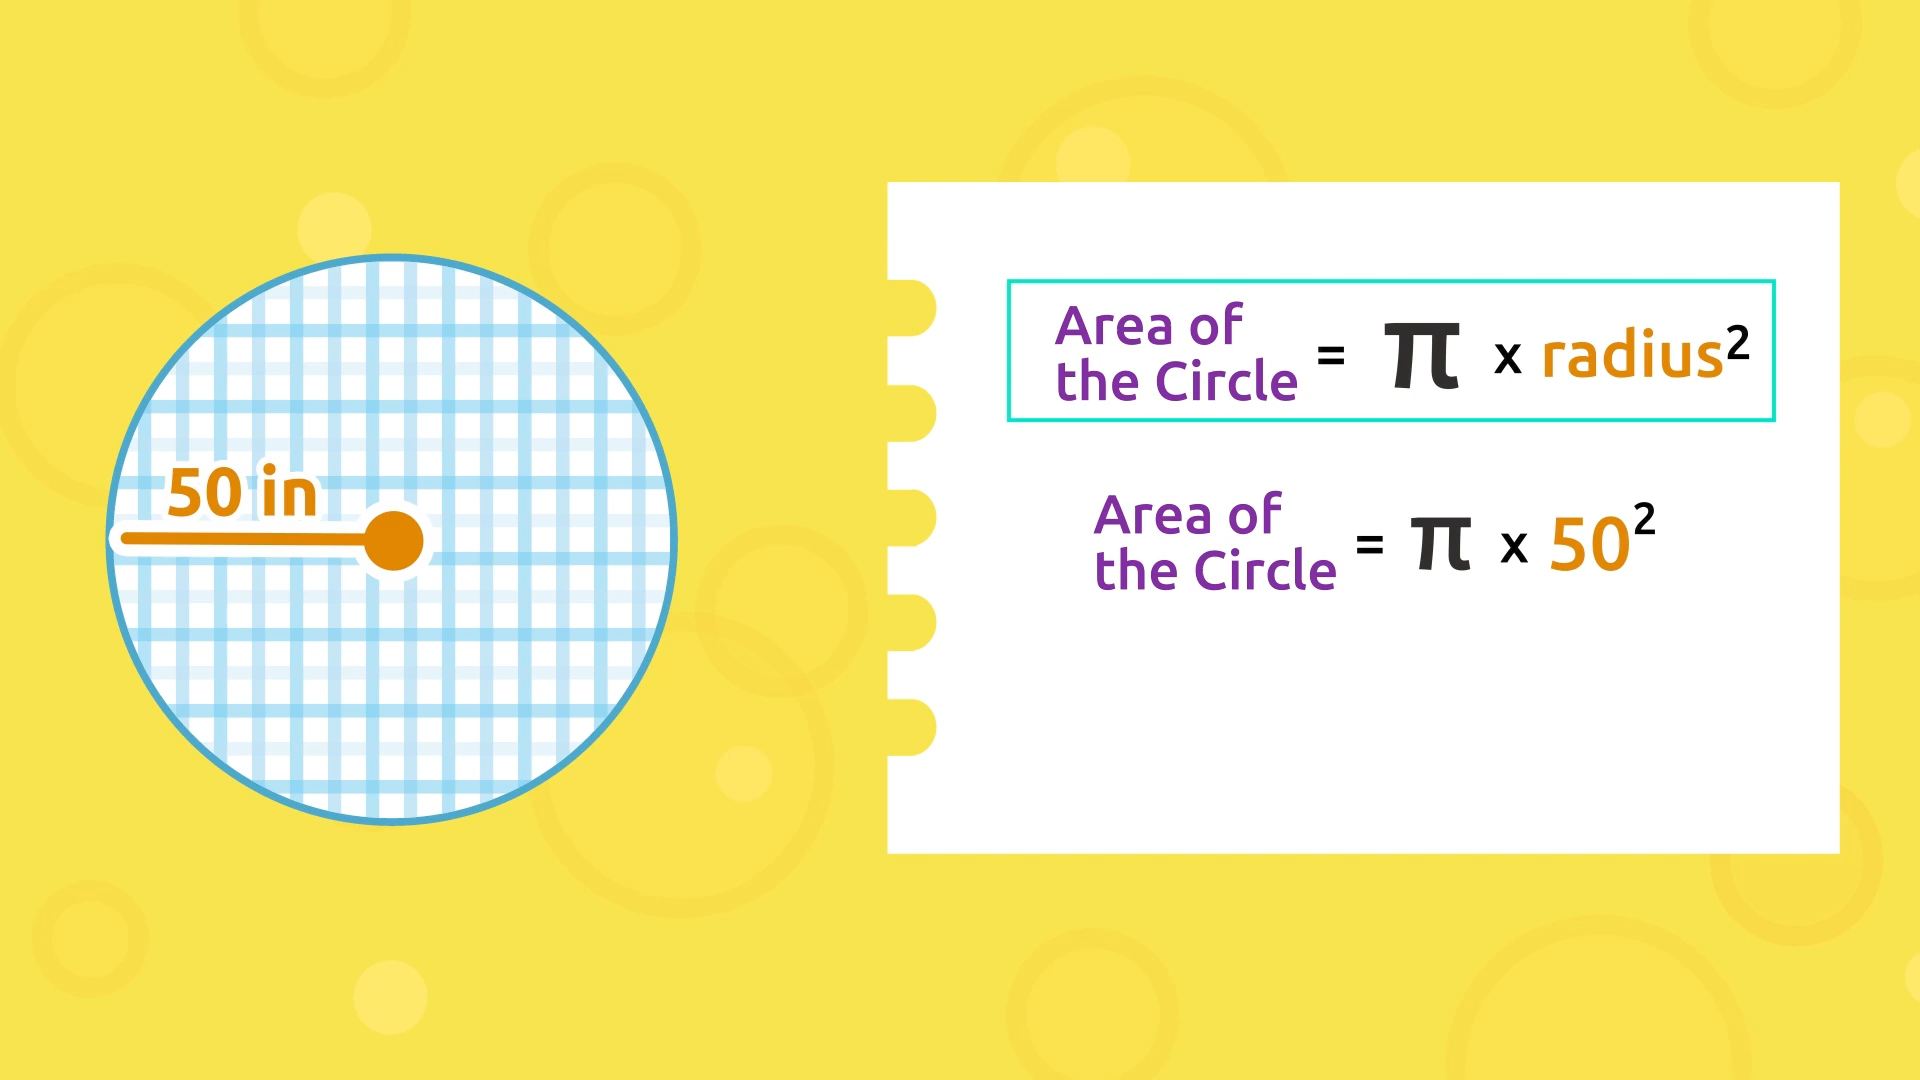 50 in
Area of
the Circle = π x radius²
Area of
the Circle = π x 50²